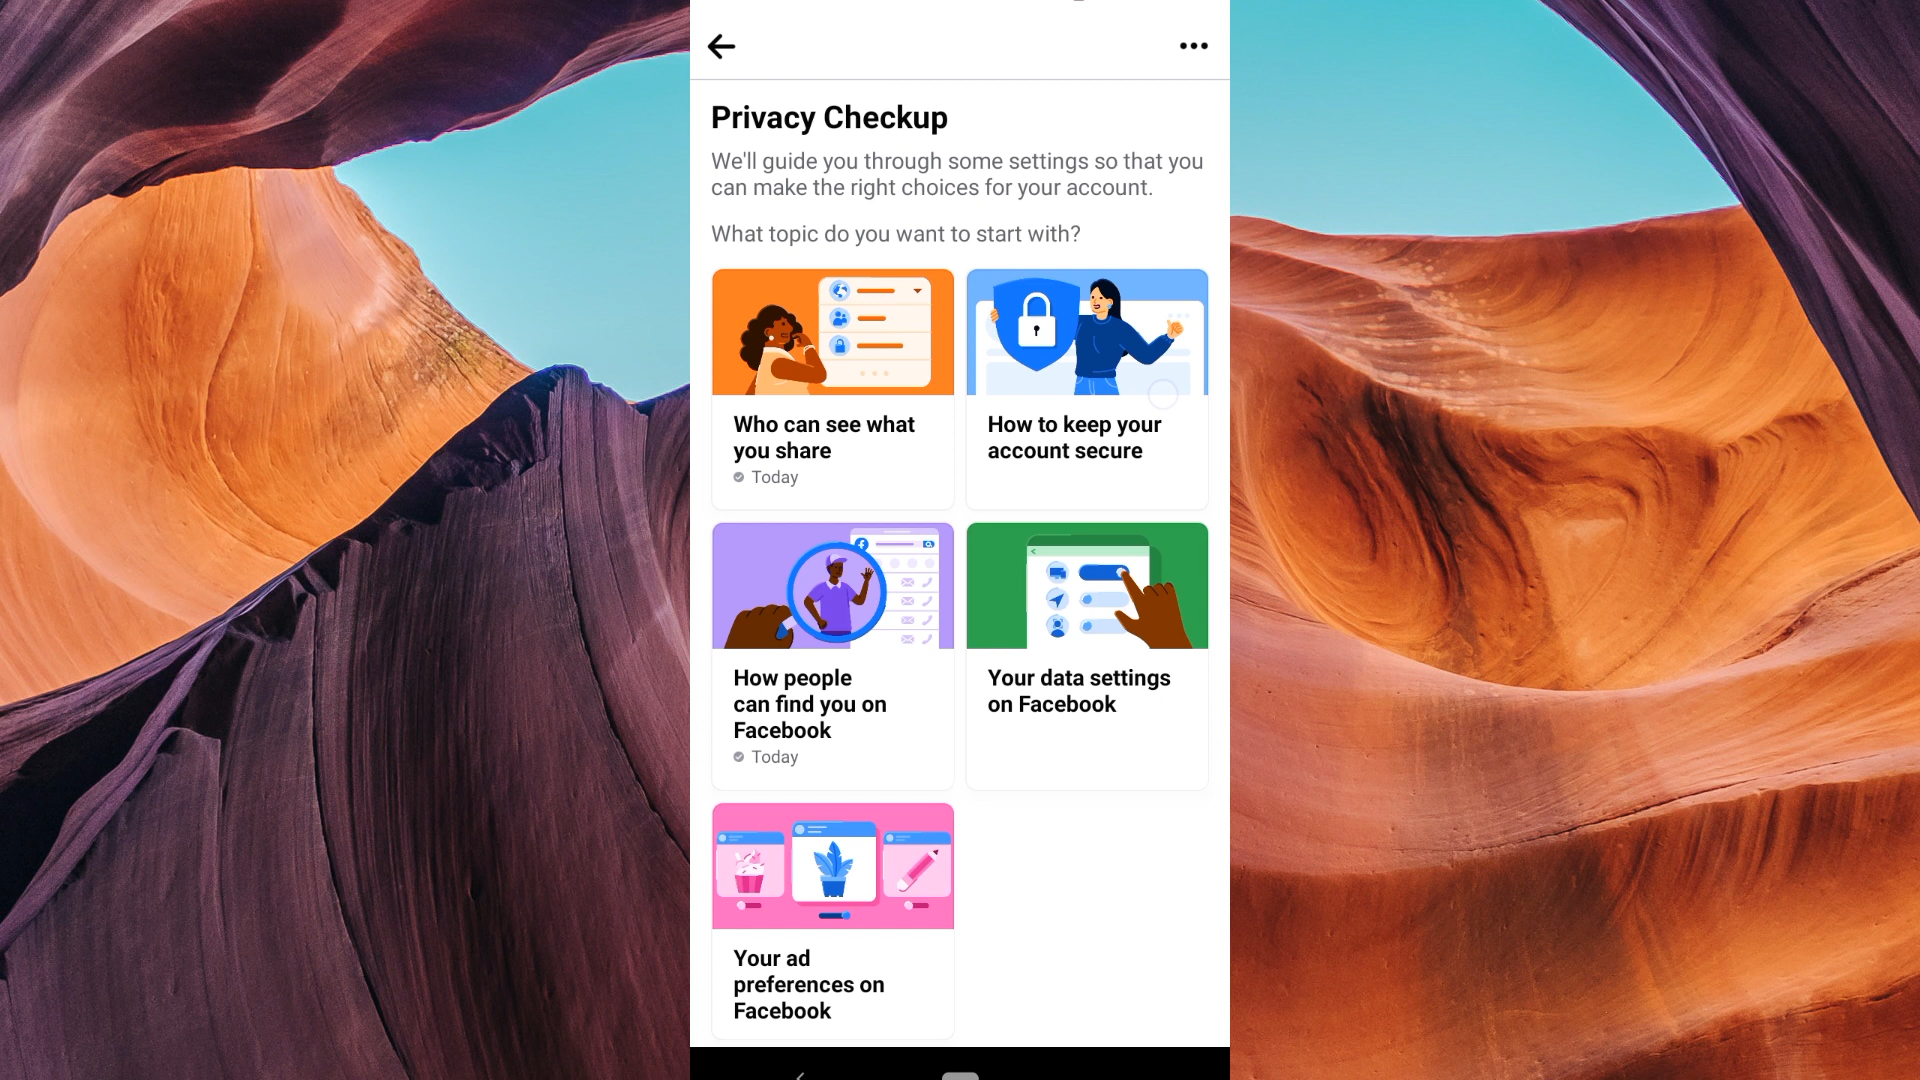 Privacy Checkup
We'll guide you through some settings so that you
can make the right choices for your account.
What topic do you want to start with?
Who can see what
you share
Today
How to keep your
account secure
How people
can find you on
Facebook
Today
Your data settings
on Facebook
Your ad
preferences on
Facebook